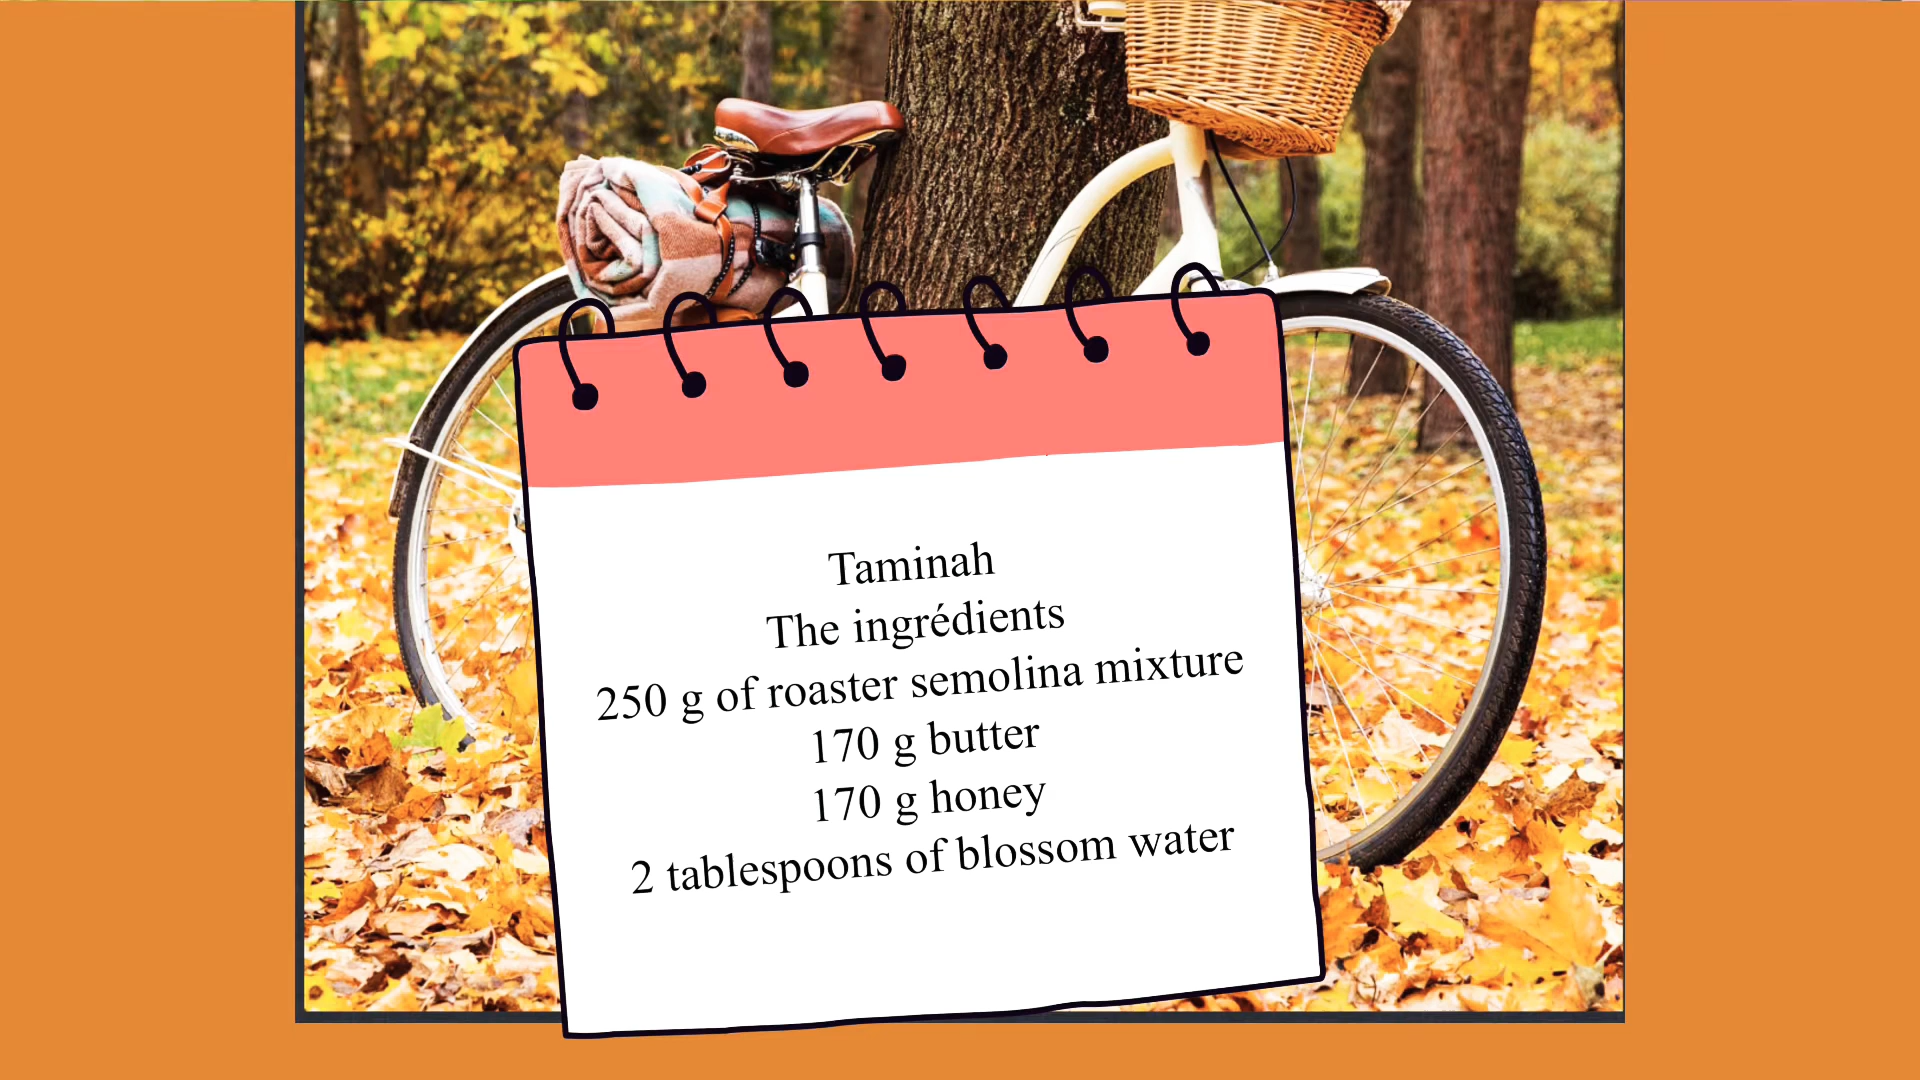 Taminah
The ingrédients
250 g of roaster semolina mixture
170 g butter
170 g honey
2 tablespoons of blossom water